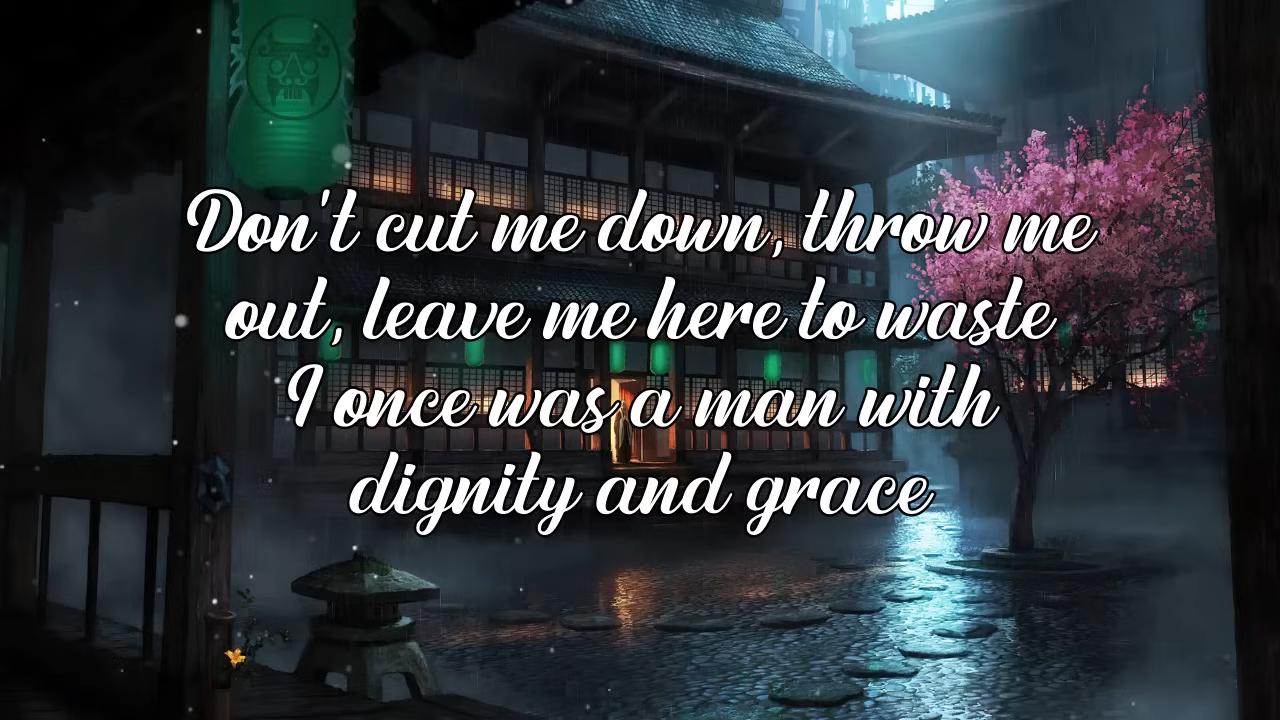 Don't cut me down, throw me
out, leave me here to waste
I once was a man with
dignity and grace